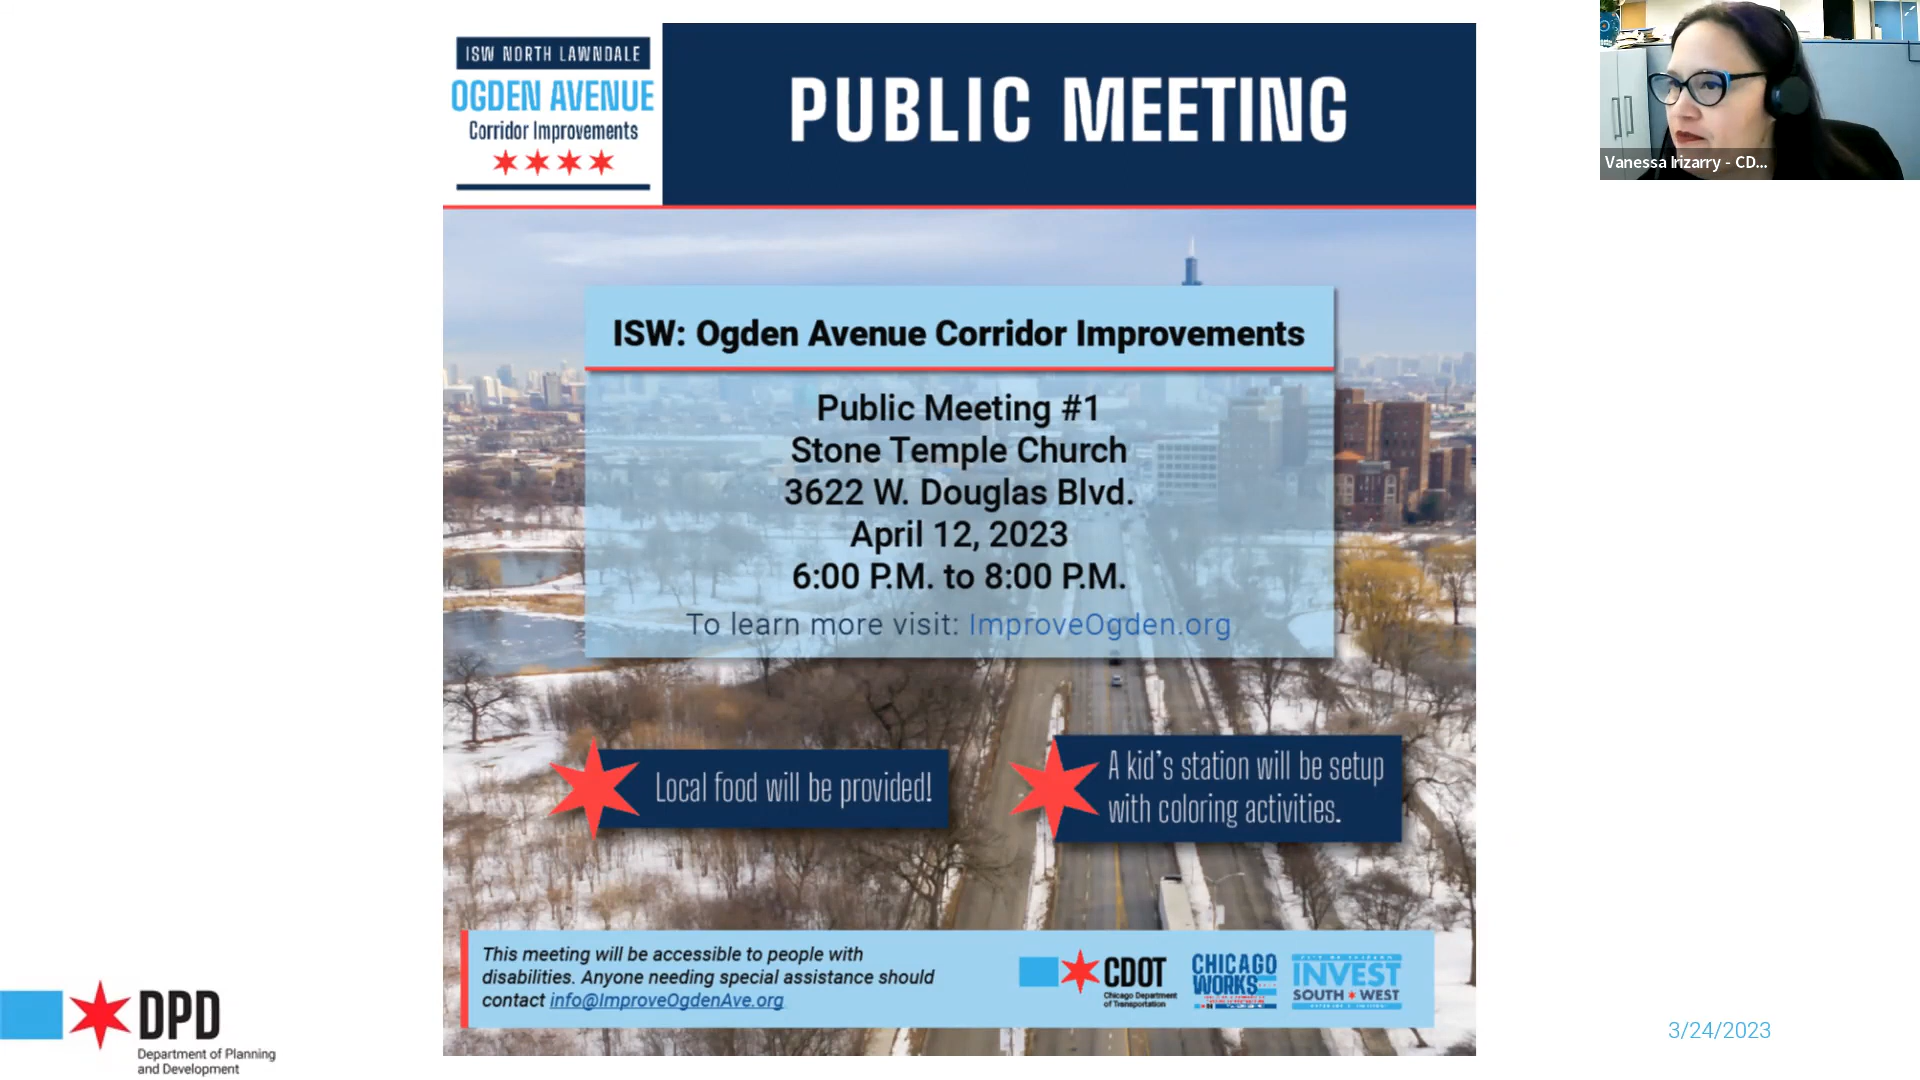 ISW NORTH LAWNDALE
OGDEN AVENUE
Corridor Improvements
PUBLIC MEETING
Vanessa Irizarry - CD...
ISW: Ogden Avenue Corridor Improvements
Public Meeting #1
Stone Temple Church
3622 W. Douglas Blvd.
April 12, 2023
6:00 P.M. to 8:00 P.M.
To learn more visit: ImproveOgden.org
Local food will be provided!
A kid's station will be setup
with coloring activities.
This meeting will be accessible to people with
disabilities. Anyone needing special assistance should
contact info@ImproveOgdenAve.org
CDOT
Chicago Department
of Transportation
CHICAGO
WORKS
INVEST
SOUTH WEST
DPD
Department of Planning
and Development
3/24/2023